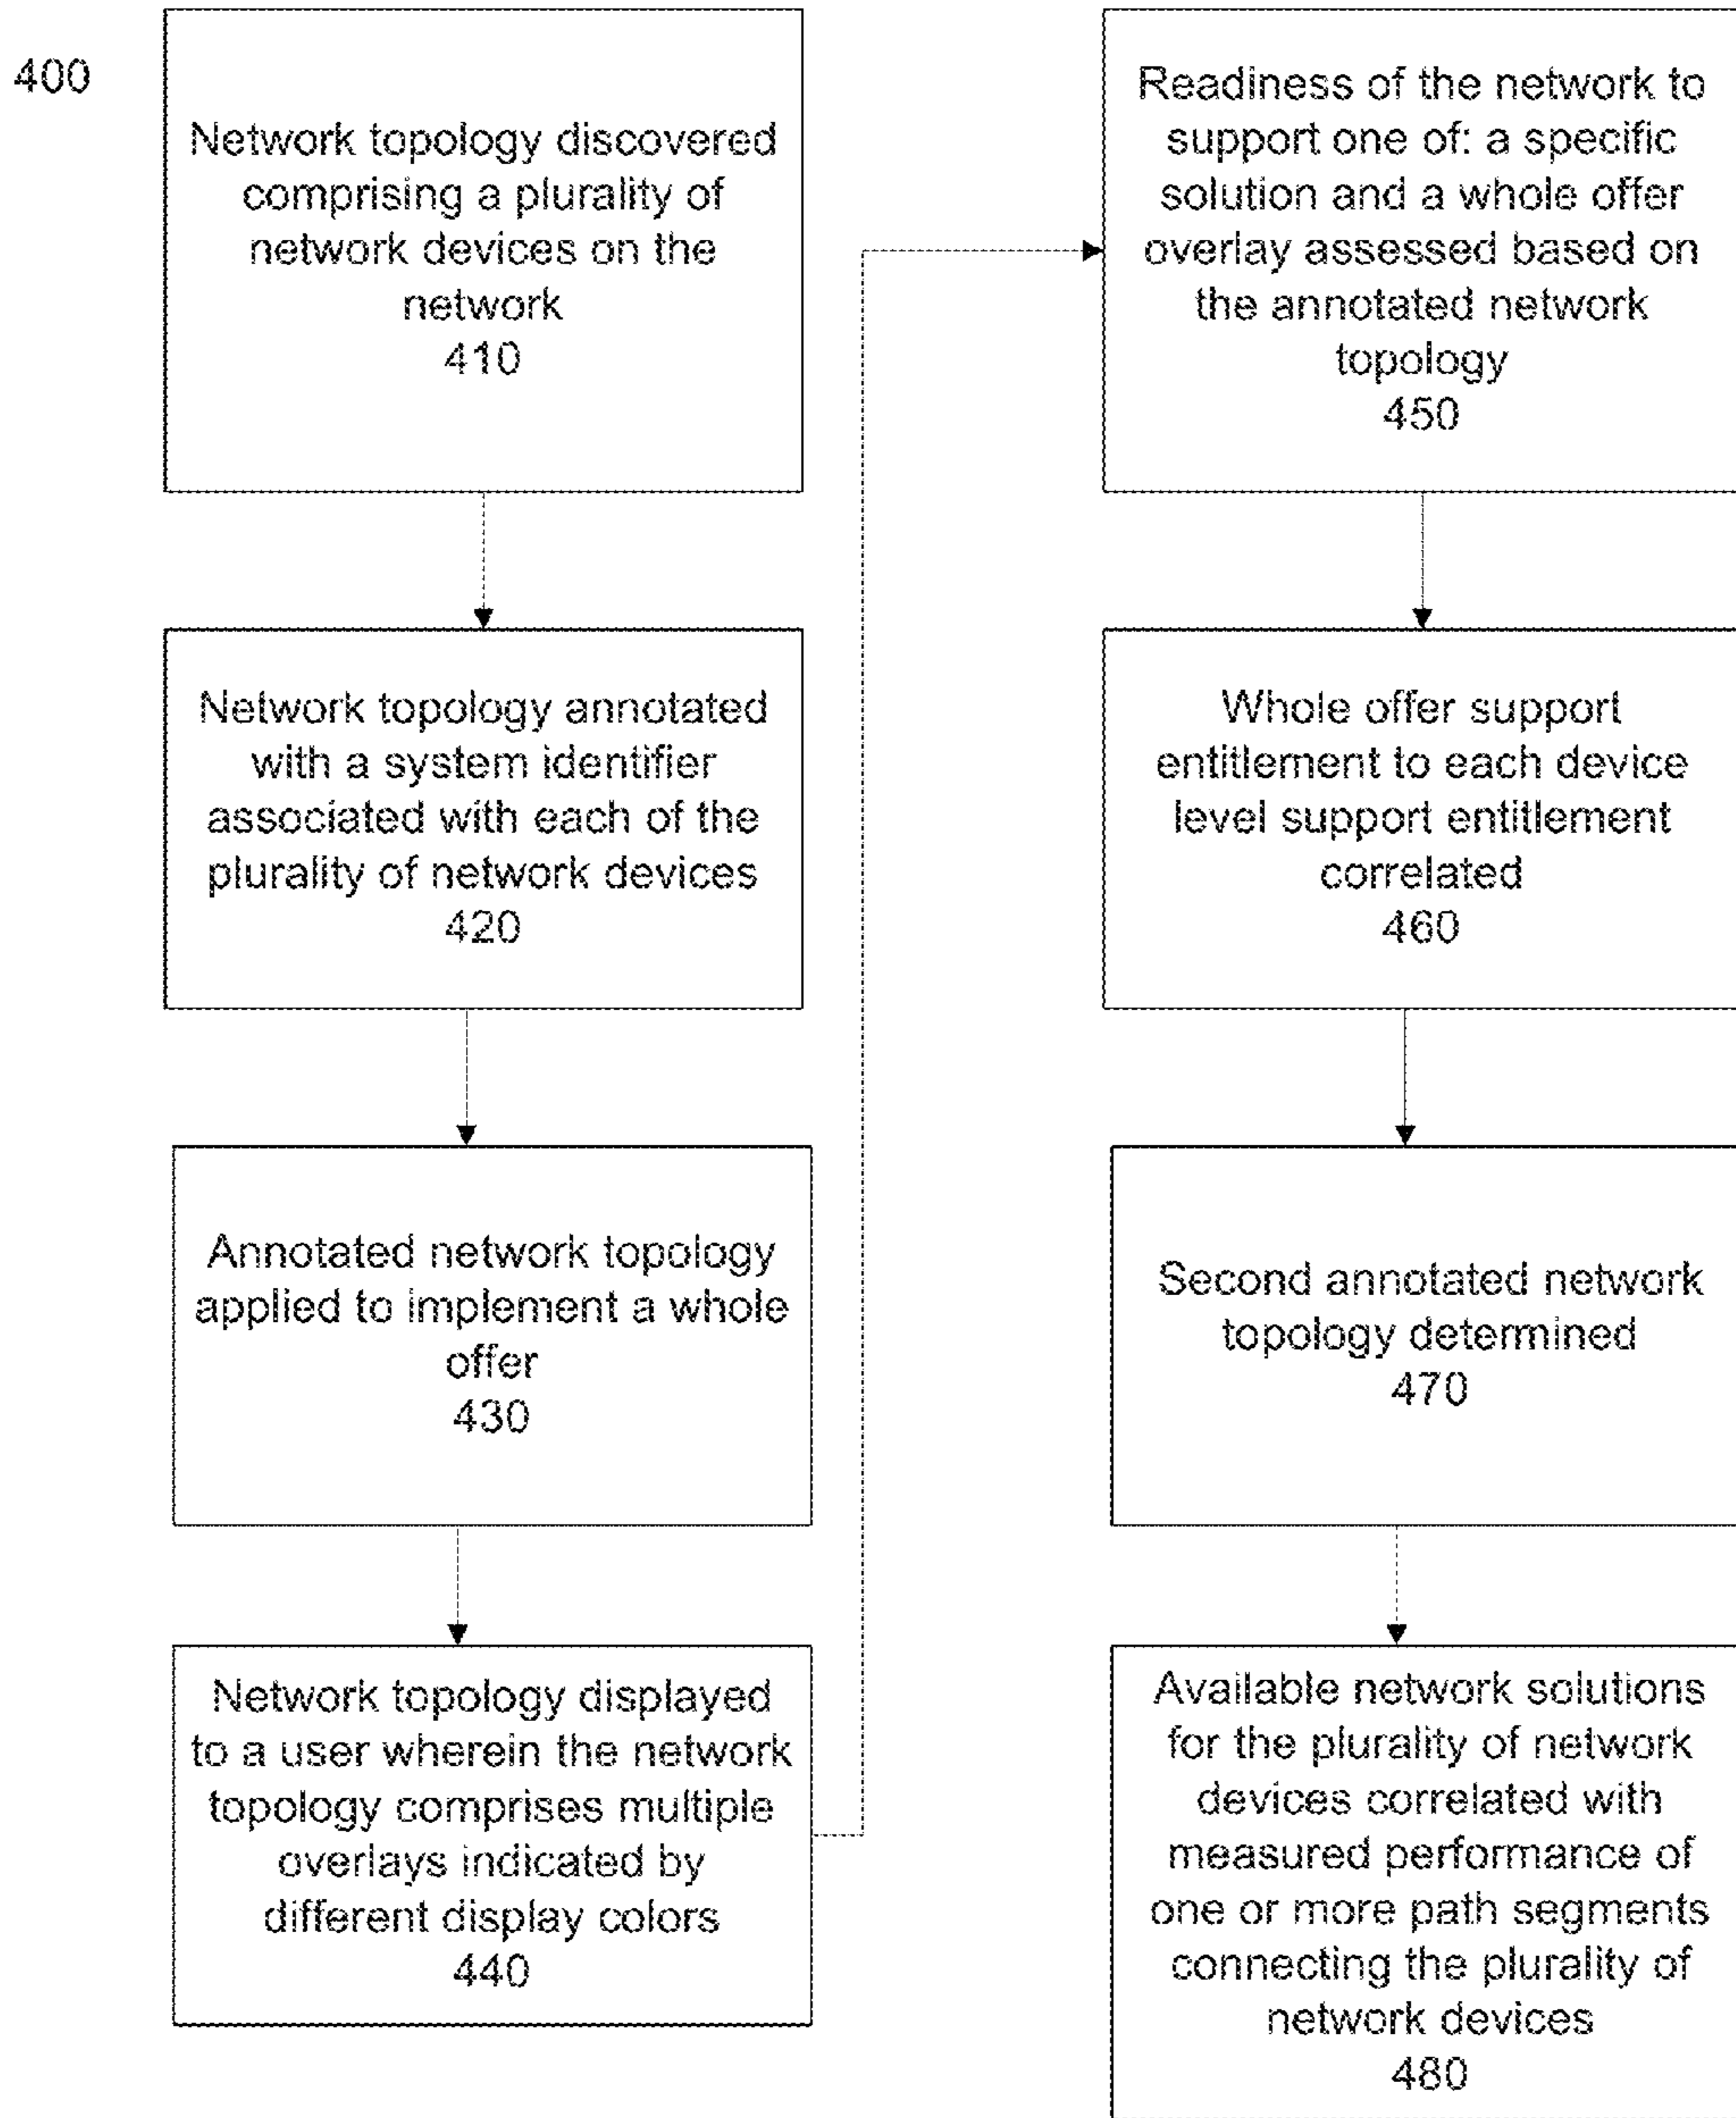 400
Network topology discovered
comprising a plurality of
network devices on the
network
410
Network topology annotated
with a system identifier
associated with each of the
plurality of network devices
420
Annotated network topology
applied to implement a whole
offer
430
Network topology displayed
to a user wherein the network
topology comprises multiple
overlays indicated by
different display colors
440
Readiness of the network to
support one of: a specific
solution and a whole offer
overlay assessed based on
the annotated network
topology
450
Whole offer support
entitlement to each device
level support entitlement
correlated
460
Second annotated network
topology determined
470
Available network solutions
for the plurality of network
devices correlated with
measured performance of
one or more path segments
connecting the plurality of
network devices
480